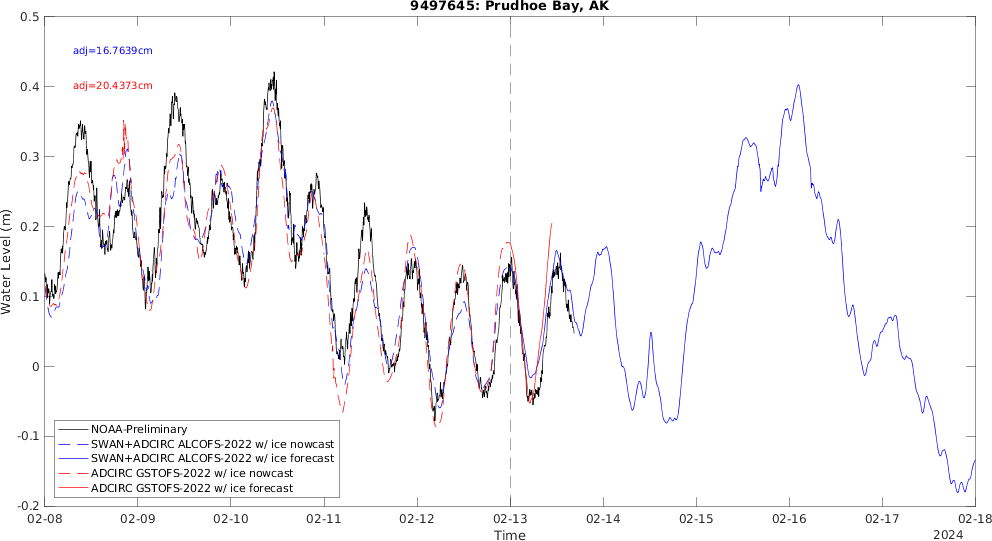 9497645: Prudhoe Bay, AK
adj=16.7639cm
adj=20.4373cm
Water Level (m)
0.5
0.4
0.3
0.2
0.1
0
-0.1
-0.2
NOAA-Preliminary
SWAN+ADCIRC ALCOFS-2022 w/ ice nowcast
SWAN+ADCIRC ALCOFS-2022 w/ ice forecast
ADCIRC GSTOFS-2022 w/ ice nowcast
ADCIRC GSTOFS-2022 w/ ice forecast
02-08 02-09 02-10 02-11 02-12 02-13 02-14 02-15 02-16 02-17 02-18
Time
2024